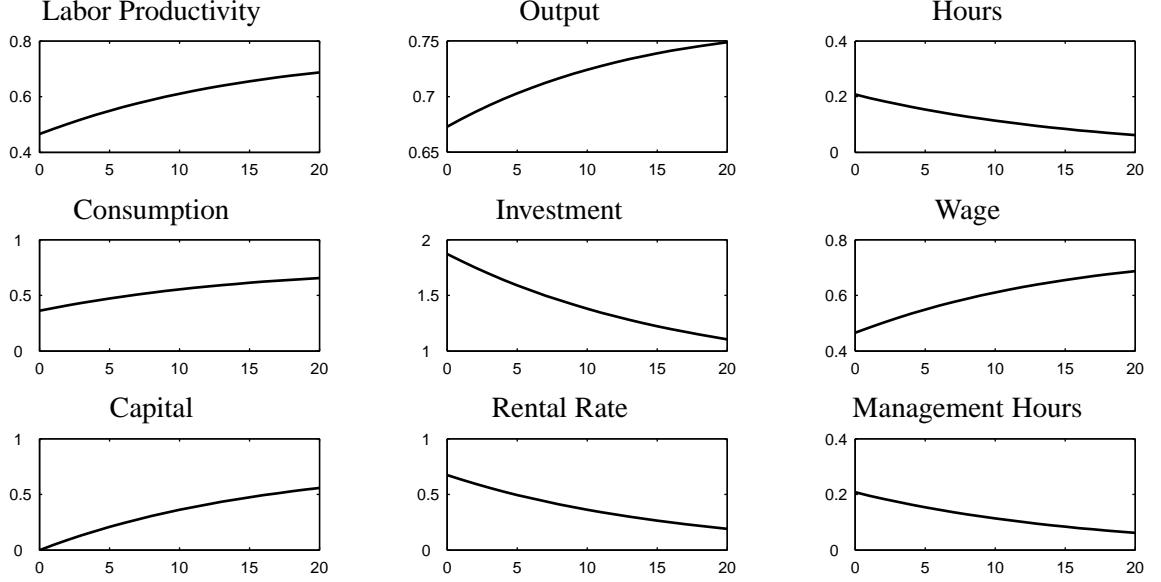 Labor Productivity
Output
Hours
0.8
0.6
0.4
0 5 10 15 20
0.75
0.7
0.65
0 5 10 15 20
0.4
0.2
0
0 5 10 15 20
Consumption
Investment
Wage
1
0.5
0
0 5 10 15 20
2
1.5
1
0 5 10 15 20
0.8
0.6
0.4
0 5 10 15 20
Capital
Rental Rate
Management Hours
1
0.5
0
0 5 10 15 20
1
0.5
0
0 5 10 15 20
0.4
0.2
0
0 5 10 15 20